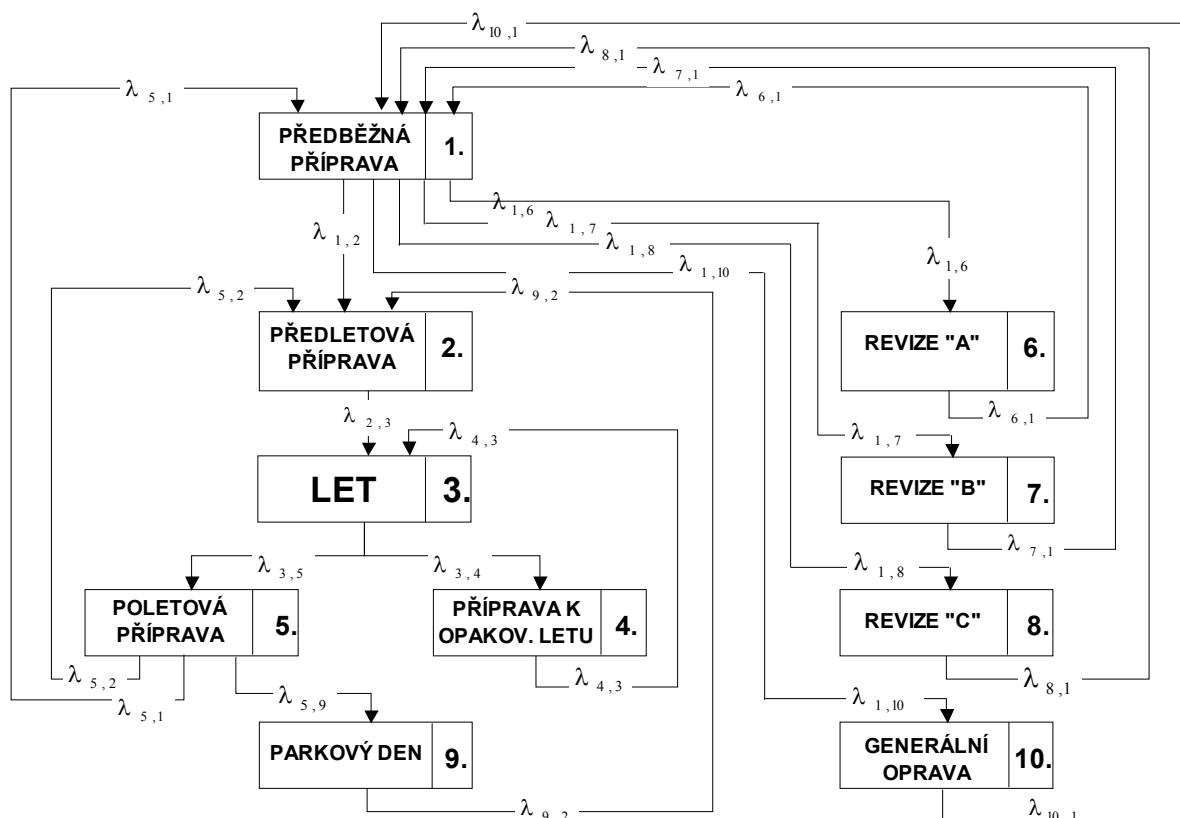 λ 10 ,1
λ 8 ,1
λ 7 ,1
λ 5 ,1
λ 6 ,1
PŘEDBĚŽNÁ
PŘÍPRAVA
1.
λ 1 , 6
λ 1 , 7
λ 1 , 2
λ 1 , 8
λ 1 , 10
λ 1 , 6
λ 5 , 2
λ 9 , 2
PŘEDLETOVÁ
PŘÍPRAVA
2.
REVIZE "A"
6.
λ 2 , 3
λ 4 , 3
λ 6 , 1
λ 1 , 7
LET
3.
REVIZE "B"
7.
λ 7 , 1
λ 3 , 5
λ 3 , 4
λ 1 , 8
POLETOVÁ
PŘÍPRAVA
5.
PŘÍPRAVA K
OPAKOV. LETU
4.
REVIZE "C"
8.
λ 5 , 2
λ 5 , 1
λ 5 , 9
λ 4 , 3
λ 8 , 1
λ 1 , 10
PARKOVÝ DEN
9.
GENERÁLNÍ
OPRAVA
10.
λ 9 , 2
λ 10 , 1